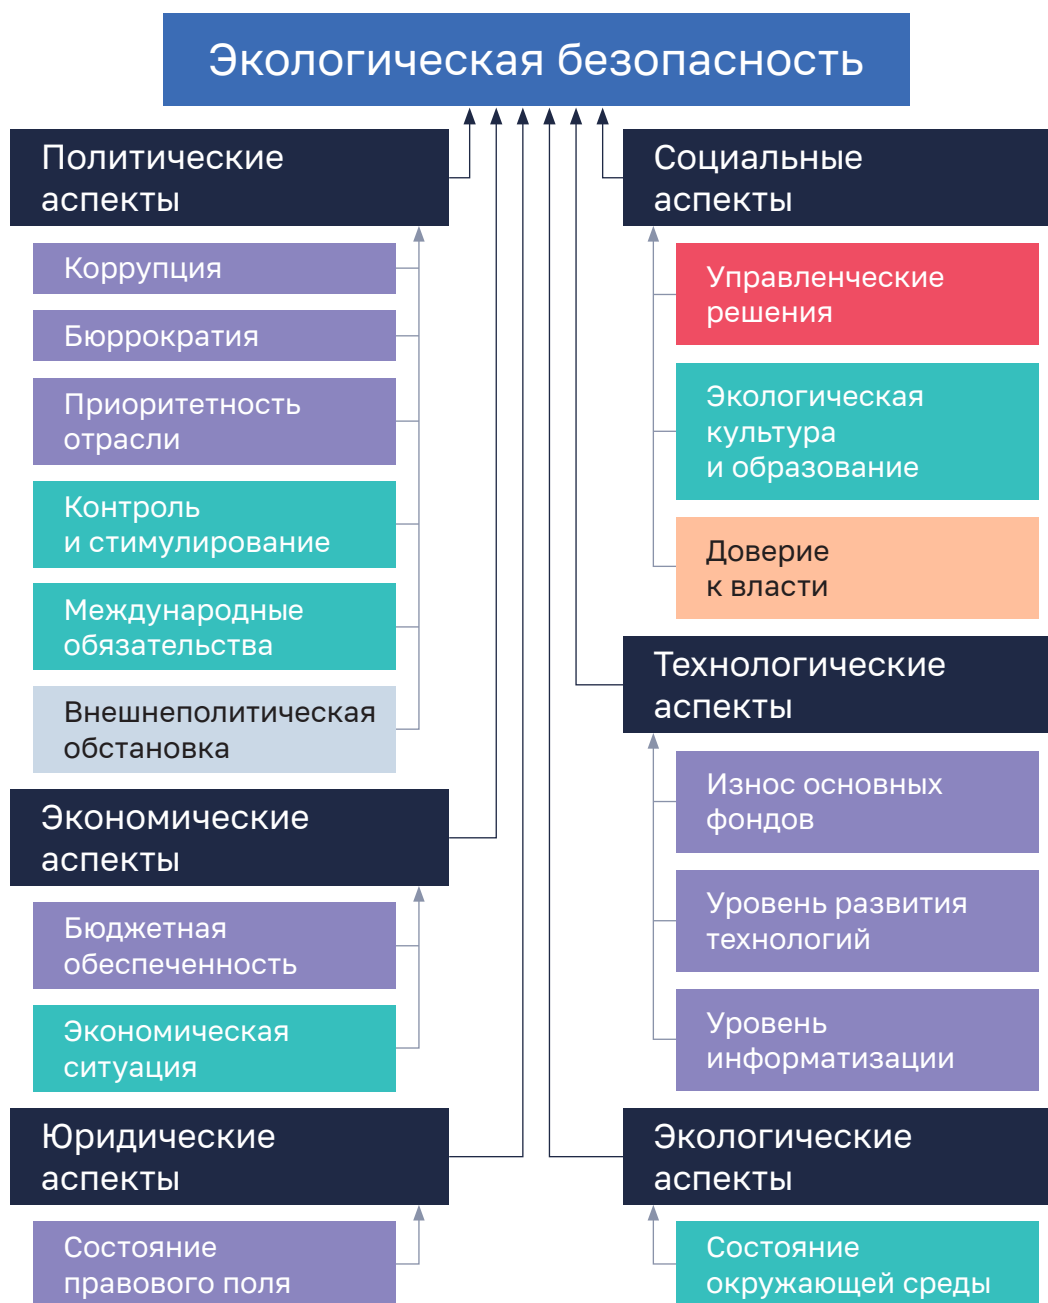 Экологическая безопасность
Политические
аспекты
Коррупция
Бюррократия
Приоритетность
отрасли
Контроль
и стимулирование
Международные
обязательства
Внешнеполитическая
обстановка
Экономические
аспекты
Бюджетная
обеспеченность
Экономическая
ситуация
Юридические
аспекты
Состояние
правового поля
Социальные
аспекты
Управленческие
решения
Экологическая
культура
и образование
Доверие
к власти
Технологические
аспекты
Износ основных
фондов
Уровень развития
технологий
Уровень
информатизации
Экологические
аспекты
Состояние
окружающей среды